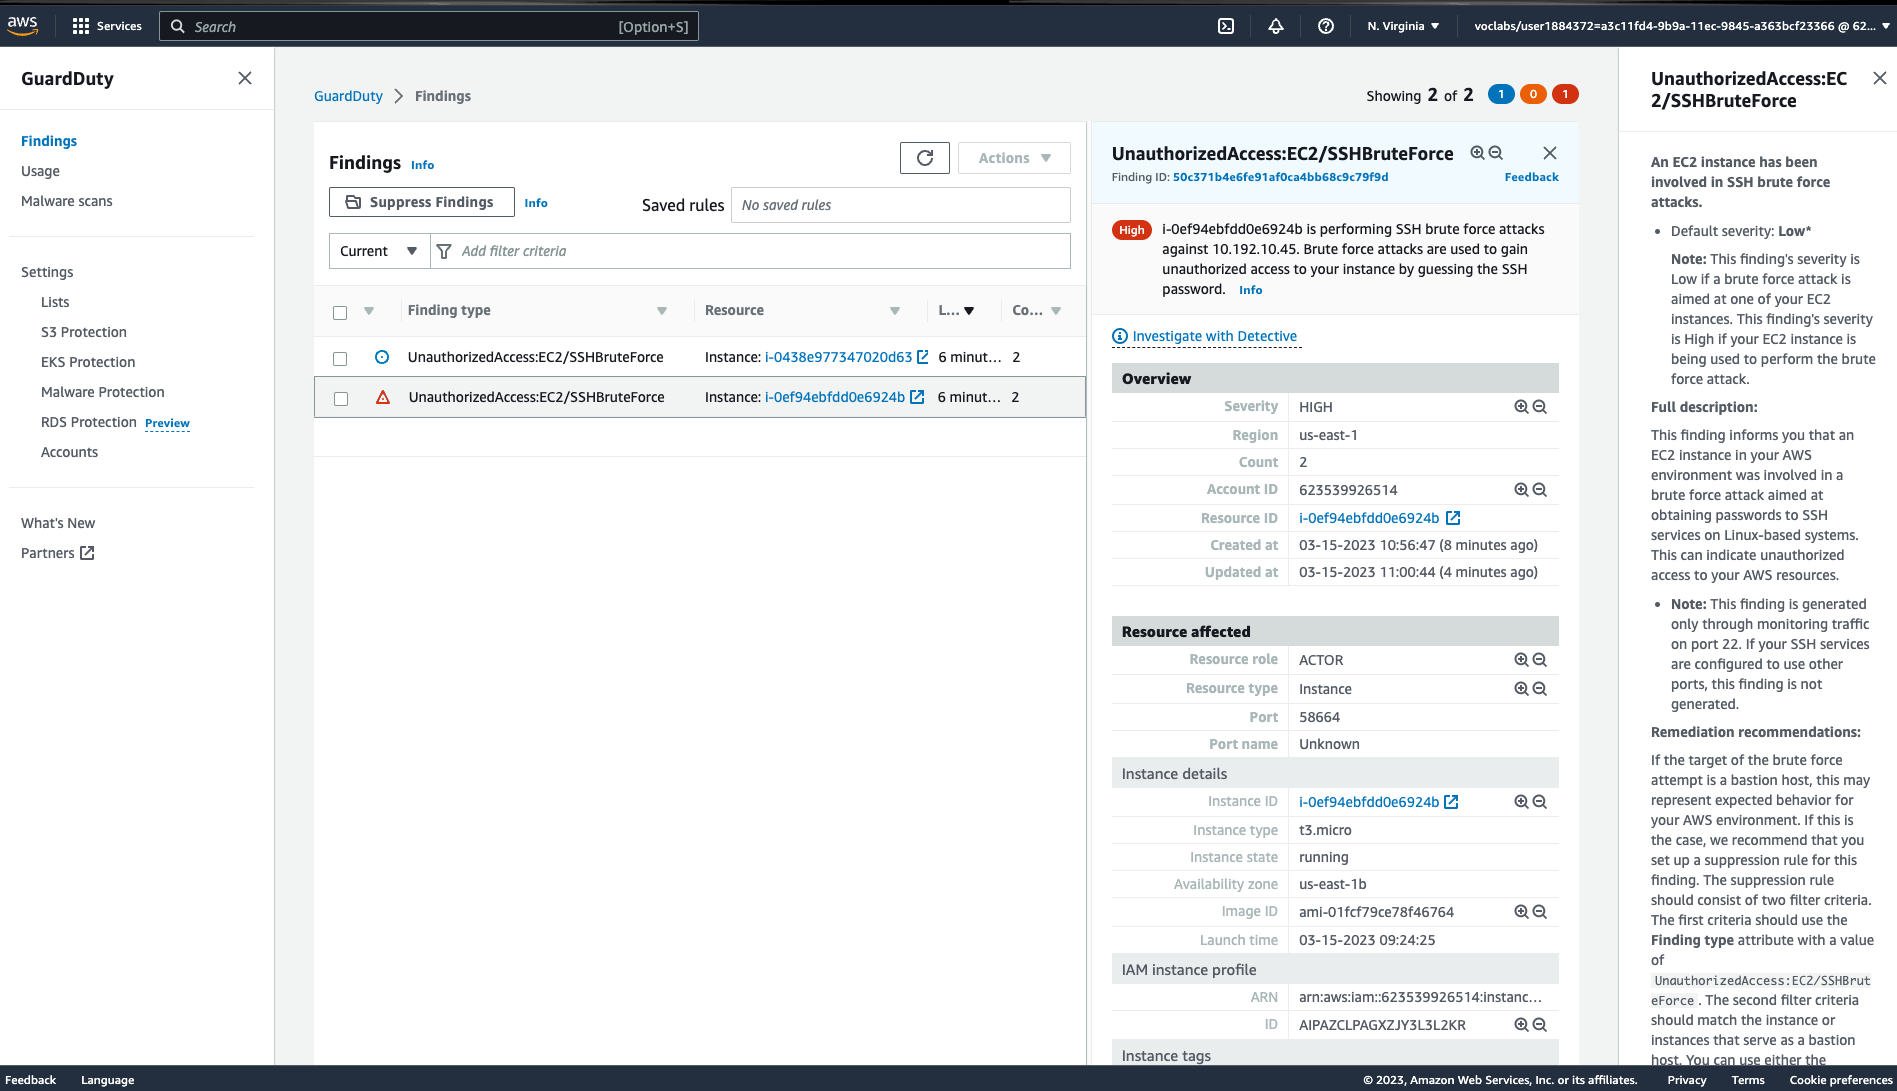 aws
Services
Search
[Option+S]
N. Virginia
voclabs/user1884372=a3c11fd4-9b9a-11ec-9845-a363bcf23366 @ 62...
GuardDuty
Findings
Usage
Malware scans
Settings
Lists
S3 Protection
EKS Protection
Malware Protection
RDS Protection Preview
Accounts
What's New
Partners
GuardDuty > Findings
Showing 2 of 2 1 0 1
Findings Info
Actions
Suppress Findings Info
Saved rules No saved rules
Current Add filter criteria
Finding type Resource L... Co...
UnauthorizedAccess:EC2/SSHBruteForce Instance: i-0438e977347020d63 6 minut... 2
UnauthorizedAccess:EC2/SSHBruteForce Instance: i-0ef94ebfdd0e6924b 6 minut... 2
UnauthorizedAccess:EC2/SSHBruteForce
Finding ID: 50c371b4e6fe91af0ca4bb68c9c79f9d Feedback
High i-0ef94ebfdd0e6924b is performing SSH brute force attacks
against 10.192.10.45. Brute force attacks are used to gain
unauthorized access to your instance by guessing the SSH
password. Info
Investigate with Detective
Overview
Severity HIGH
Region us-east-1
Count 2
Account ID 623539926514
Resource ID i-0ef94ebfdd0e6924b
Created at 03-15-2023 10:56:47 (8 minutes ago)
Updated at 03-15-2023 11:00:44 (4 minutes ago)
Resource affected
Resource role ACTOR
Resource type Instance
Port 58664
Port name Unknown
Instance details
Instance ID i-0ef94ebfdd0e6924b
Instance type t3.micro
Instance state running
Availability zone us-east-1b
Image ID ami-01fcf79ce78f46764
Launch time 03-15-2023 09:24:25
IAM instance profile
ARN arn:aws:iam::623539926514:instanc...
ID AIPAZCLPAGXZJY3L3L2KR
Instance tags
UnauthorizedAccess:EC
2/SSHBruteForce
An EC2 instance has been
involved in SSH brute force
attacks.
• Default severity: Low*
Note: This finding's severity is
Low if a brute force attack is
aimed at one of your EC2
instances. This finding's severity
is High if your EC2 instance is
being used to perform the brute
force attack.
Full description:
This finding informs you that an
EC2 instance in your AWS
environment was involved in a
brute force attack aimed at
obtaining passwords to SSH
services on Linux-based systems.
This can indicate unauthorized
access to your AWS resources.
• Note: This finding is generated
only through monitoring traffic
on port 22. If your SSH services
are configured to use other
ports, this finding is not
generated.
Remediation recommendations:
If the target of the brute force
attempt is a bastion host, this may
represent expected behavior for
your AWS environment. If this is
the case, we recommend that you
set up a suppression rule for this
finding. The suppression rule
should consist of two filter criteria.
The first criteria should use the
Finding type attribute with a value
of
UnauthorizedAccess:EC2/SSHBrut
eForce. The second filter criteria
should match the instance or
instances that serve as a bastion
host. You can use either the
Feedback Language
© 2023, Amazon Web Services, Inc. or its affiliates. Privacy Terms Cookie preferences